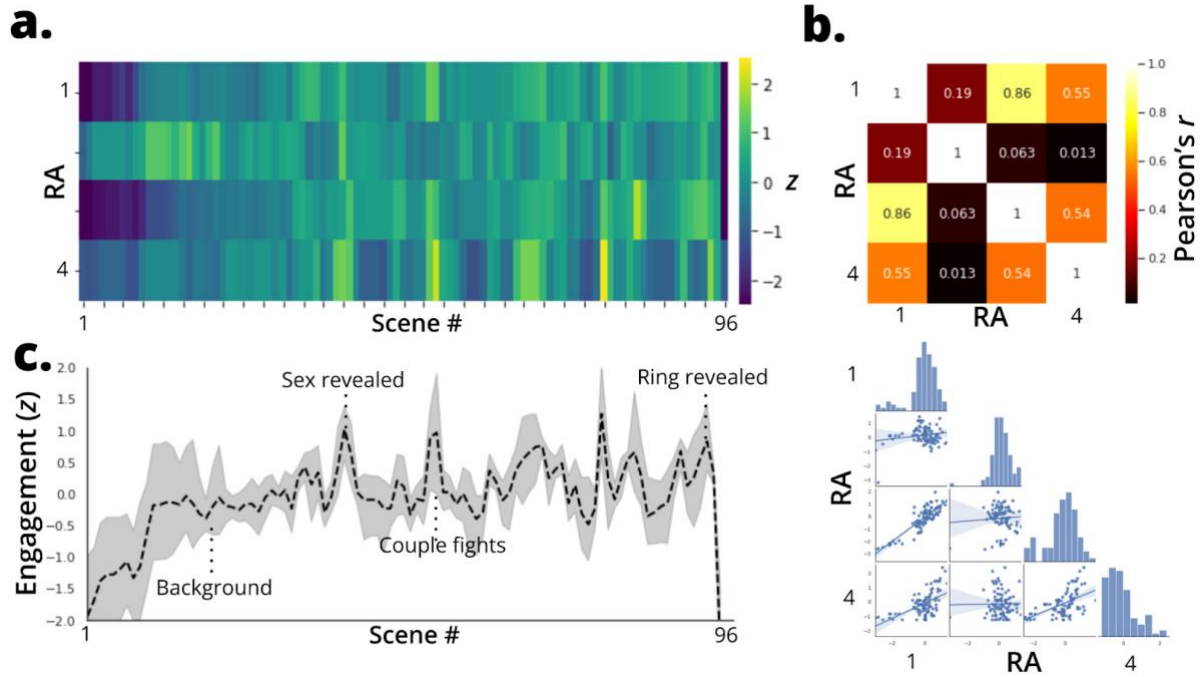 a.
1
RA
4
1
Scene #
96
2
1
0
−1
−2
z
b.
1
RA
4
1 0.19 0.86 0.55
0.19 1 0.063 0.013
0.86 0.063 1 0.54
0.55 0.013 0.54 1
1
RA
4
1.0
0.8
0.6
0.4
0.2
Pearson's r
c.
Engagement (z)
2.0
1.5
1.0
0.5
0.0
−0.5
−1.0
−1.5
−2.0
Sex revealed
Ring revealed
Couple fights
Background
1
Scene #
96
1
RA
4
1
RA
4